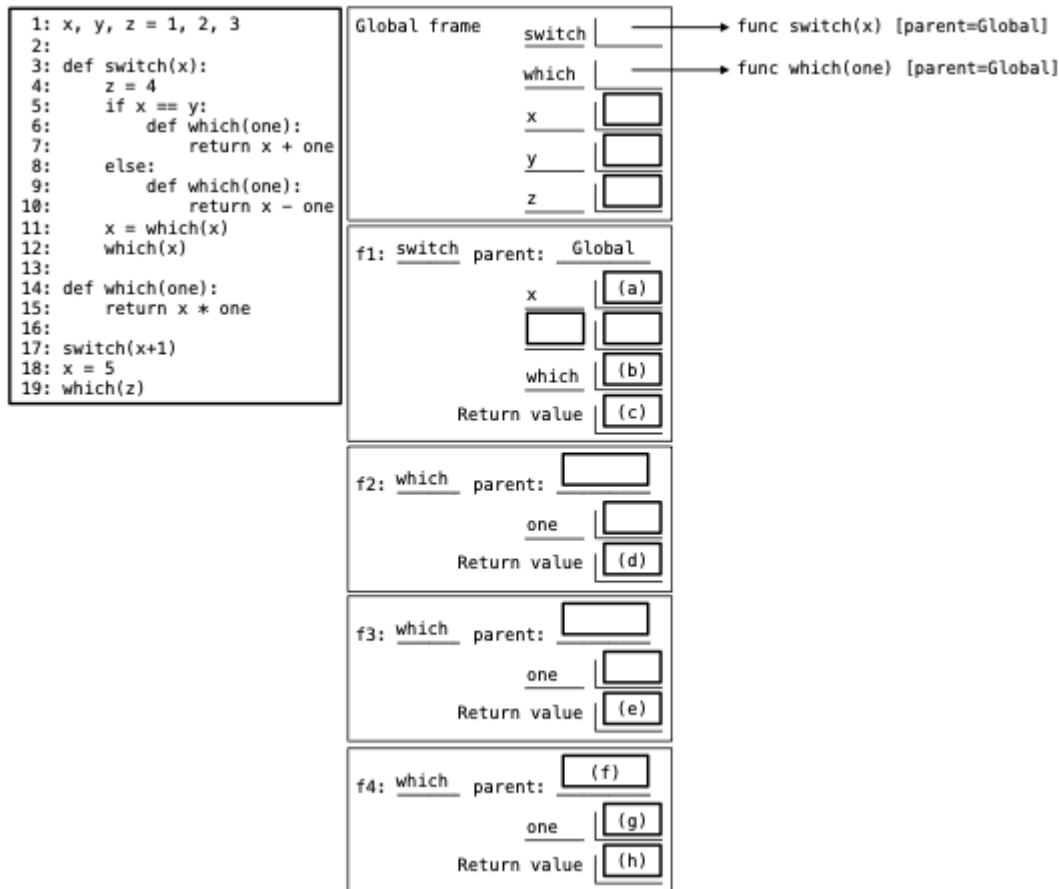 1: x, y, z = 1, 2, 3
2:
3: def switch(x):
4:     z = 4
5:     if x == y:
6:         def which(one):
7:             return x + one
8:     else:
9:         def which(one):
10:             return x − one
11:     x = which(x)
12:     which(x)
13:
14: def which(one):
15:     return x * one
16:
17: switch(x+1)
18: x = 5
19: which(z)
Global frame
switch
func switch(x) [parent=Global]
which
func which(one) [parent=Global]
x
y
z
f1: switch parent: Global
x (a)
which (b)
Return value (c)
f2: which parent:
one
Return value (d)
f3: which parent:
one
Return value (e)
f4: which parent: (f)
one (g)
Return value (h)